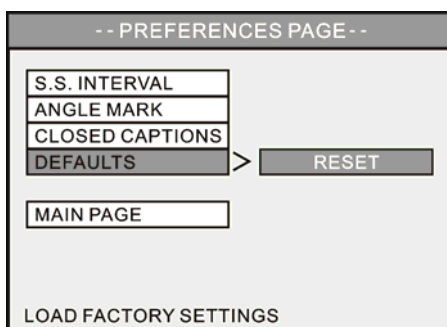 -- PREFERENCES PAGE--
S.S. INTERVAL
ANGLE MARK
CLOSED CAPTIONS
DEFAULTS > RESET
MAIN PAGE
LOAD FACTORY SETTINGS